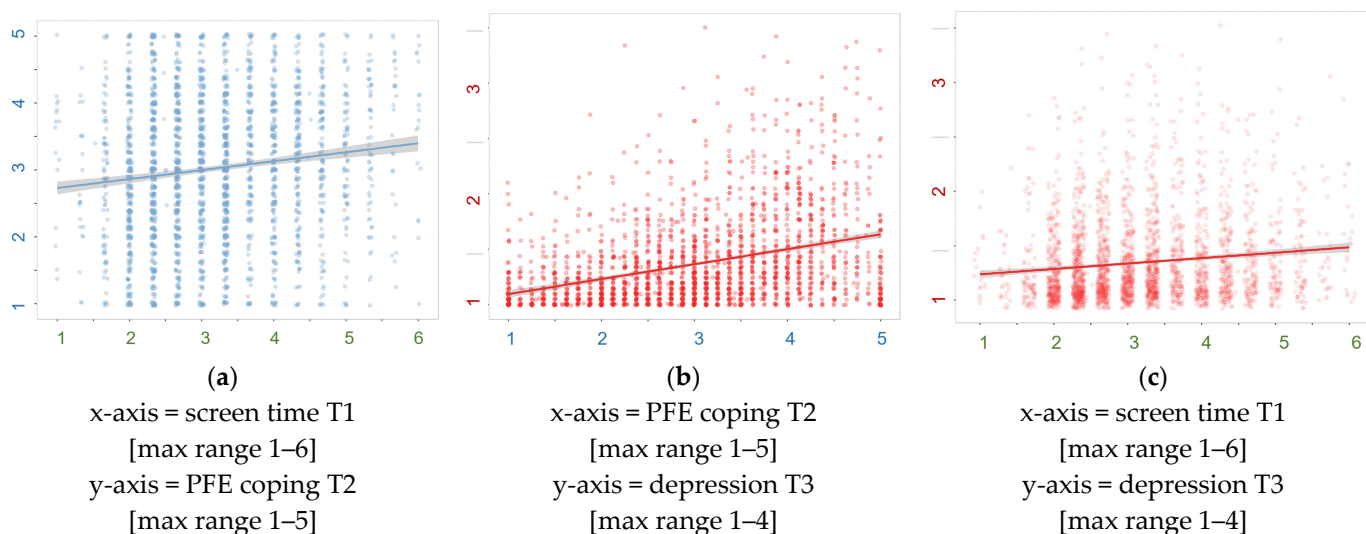 5
4
3
2
1
1 2 3 4 5 6
3
2
1
1 2 3 4 5
3
2
1
1 2 3 4 5 6
(a)
x-axis = screen time T1
[max range 1–6]
y-axis = PFE coping T2
[max range 1–5]
(b)
x-axis = PFE coping T2
[max range 1–5]
y-axis = depression T3
[max range 1–4]
(c)
x-axis = screen time T1
[max range 1–6]
y-axis = depression T3
[max range 1–4]